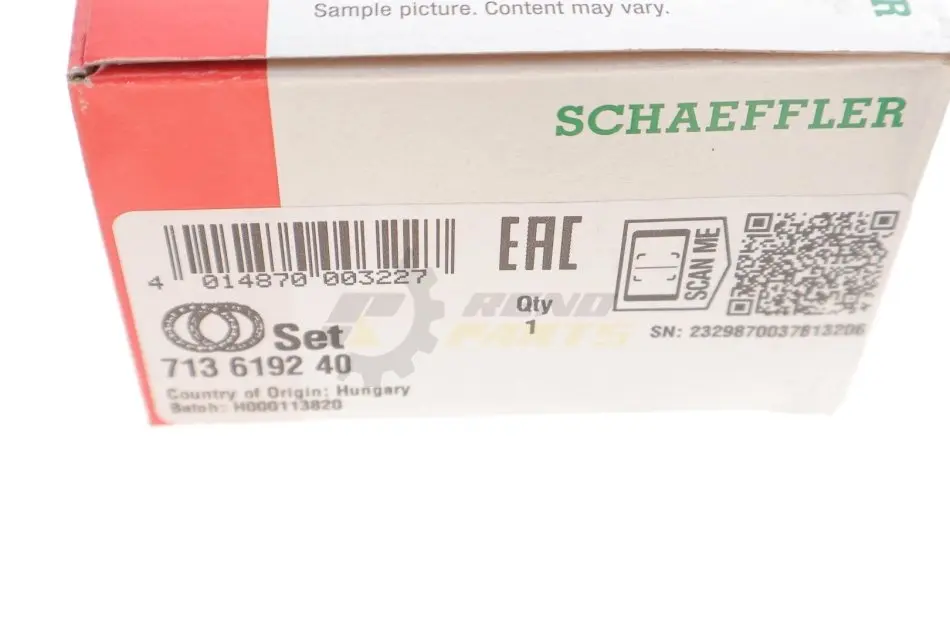 Sample picture. Content may vary.
R
SCHAEFFLER
4 014870 003227
EAC
SCAN ME
Qty
1
SN: 2329870037813206
Set
713 6192 40
Country of Origin: Hungary
Batch: H000113820
PARTS